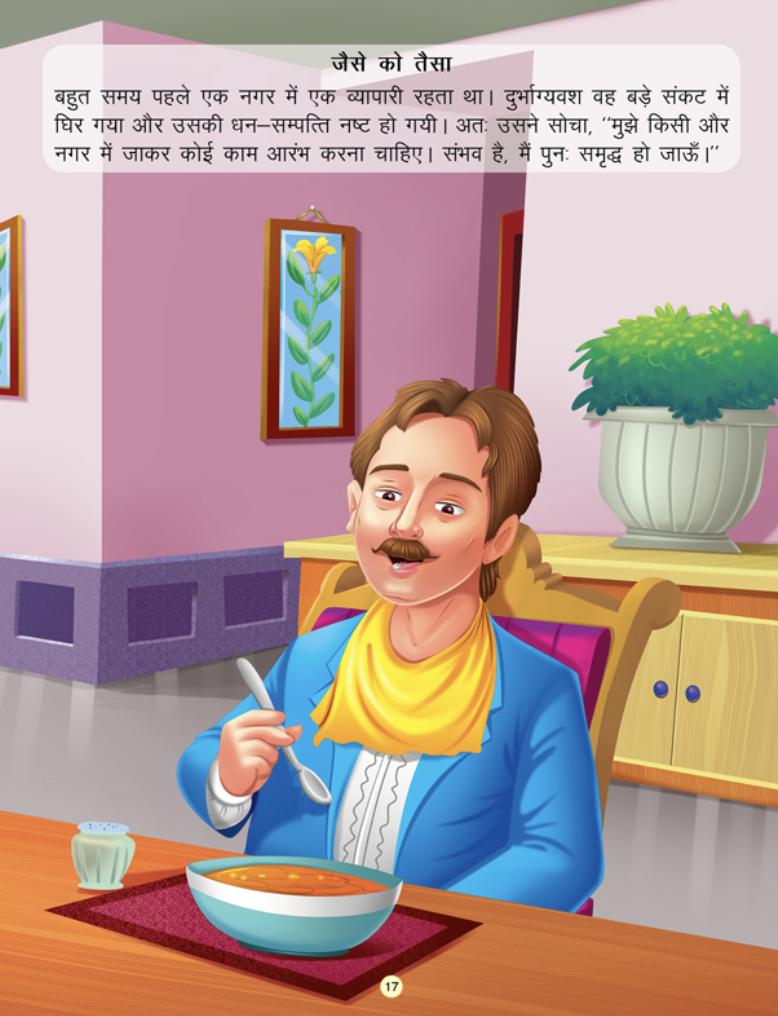 जैसे को तैसा
बहुत समय पहले एक नगर में एक व्यापारी रहता था। दुर्भाग्यवश वह बड़े संकट में
घिर गया और उसकी धन–सम्पत्ति नष्ट हो गयी। अतः उसने सोचा, ‘‘मुझे किसी और
नगर में जाकर कोई काम आरंभ करना चाहिए। संभव है, मैं पुनः समृद्ध हो जाऊँ।’’
17